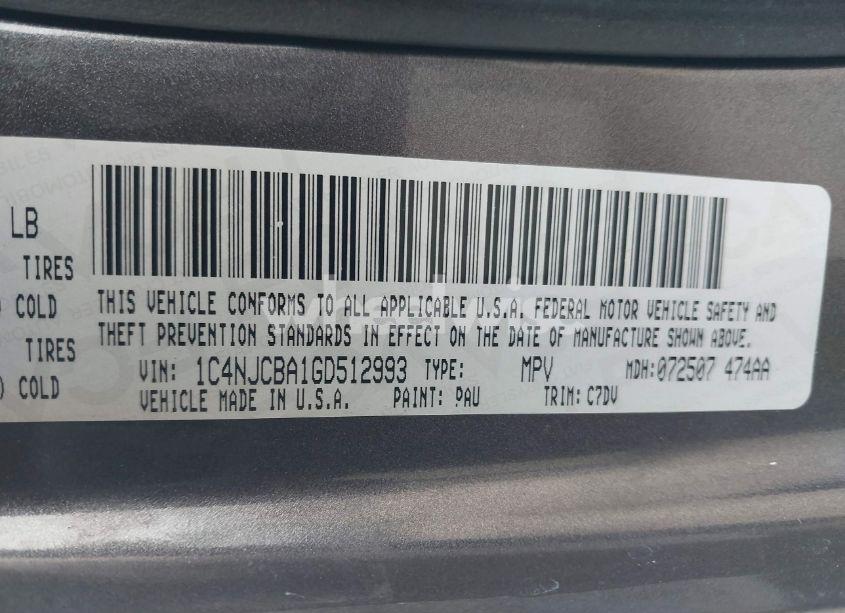 LB
TIRES
COLD
TIRES
COLD
THIS VEHICLE CONFORMS TO ALL APPLICABLE U.S.A. FEDERAL MOTOR VEHICLE SAFETY AND
THEFT PREVENTION STANDARDS IN EFFECT ON THE DATE OF MANUFACTURE SHOWN ABOVE.
VIN: 1C4NJCBA1GD512993 TYPE: MPV MDH:072507 474AA
VEHICLE MADE IN U.S.A. PAINT: PAU TRIM: C7DV